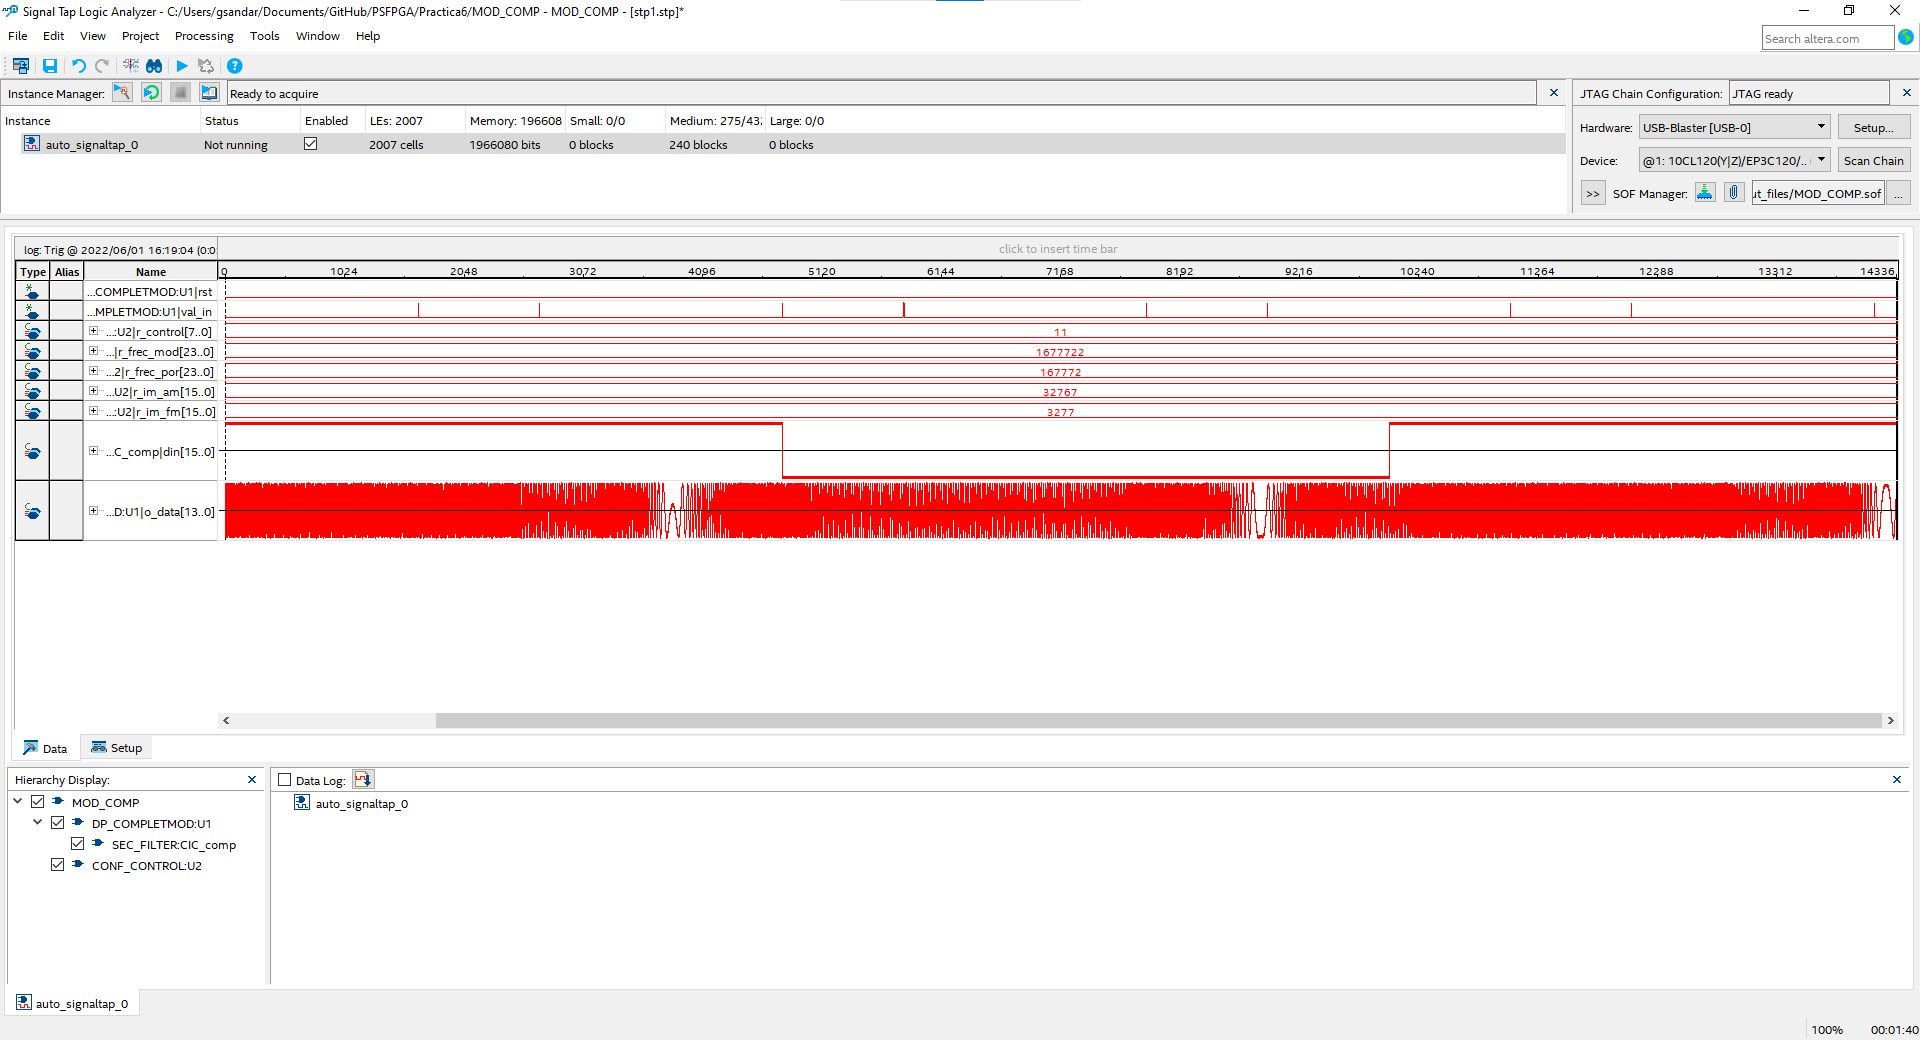 Signal Tap Logic Analyzer - C:/Users/gsandar/Documents/GitHub/PSFPGA/Practica6/MOD_COMP - MOD_COMP - [stp1.stp]*
File Edit View Project Processing Tools Window Help
Search altera.com
Instance Manager: Ready to acquire
JTAG Chain Configuration: JTAG ready
Instance Status Enabled LEs: 2007 Memory: 196608 Small: 0/0 Medium: 275/43 Large: 0/0
auto_signaltap_0 Not running 2007 cells 1966080 bits 0 blocks 240 blocks 0 blocks
Hardware: USB-Blaster [USB-0] Setup...
Device: @1: 10CL120(Y|Z)/EP3C120/.. Scan Chain
>> SOF Manager: ut_files/MOD_COMP.sof ...
log: Trig @ 2022/06/01 16:19:04 (0:0 click to insert time bar
Type Alias Name 0 1024 2048 3072 4096 5120 6144 7168 8192 9216 10240 11264 12288 13312 14336
...COMPLETMOD:U1|rst
...MPLETMOD:U1|val_in
...:U2|r_control[7..0] 11
...|r_frec_mod[23..0] 1677722
...2|r_frec_por[23..0] 167772
...U2|r_im_am[15..0] 32767
...:U2|r_im_fm[15..0] 3277
...C_comp|din[15..0]
...D:U1|o_data[13..0]
Data Setup
Hierarchy Display:
MOD_COMP
DP_COMPLETMOD:U1
SEC_FILTER:CIC_comp
CONF_CONTROL:U2
Data Log:
auto_signaltap_0
auto_signaltap_0
100% 00:01:40